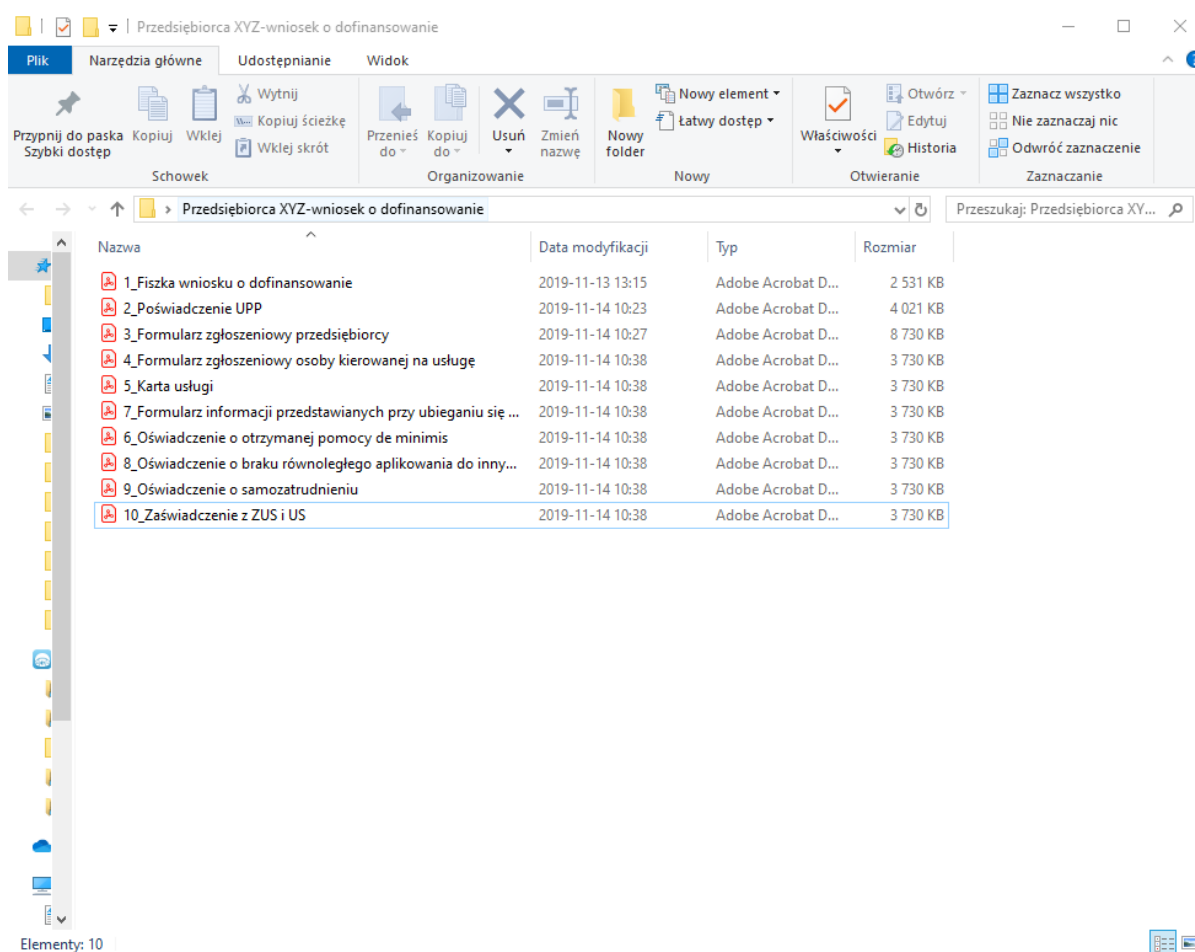 Przedsiębiorca XYZ-wniosek o dofinansowanie
Plik Narzędzia główne Udostępnianie Widok
Przypnij do paska Szybki dostęp
Kopiuj
Wklej
Wytnij
Kopiuj ścieżkę
Wklej skrót
Przenieś do
Kopiuj do
Usuń
Zmień nazwę
Nowy folder
Nowy element
Łatwy dostęp
Właściwości
Otwórz
Edytuj
Historia
Zaznacz wszystko
Nie zaznaczaj nic
Odwróć zaznaczenie
Schowek Organizowanie Nowy Otwieranie Zaznaczanie
Przedsiębiorca XYZ-wniosek o dofinansowanie Przeszukaj: Przedsiębiorca XY...
Nazwa Data modyfikacji Typ Rozmiar
1_Fiszka wniosku o dofinansowanie 2019-11-13 13:15 Adobe Acrobat D... 2 531 KB
2_Poświadczenie UPP 2019-11-14 10:23 Adobe Acrobat D... 4 021 KB
3_Formularz zgłoszeniowy przedsiębiorcy 2019-11-14 10:27 Adobe Acrobat D... 8 730 KB
4_Formularz zgłoszeniowy osoby kierowanej na usługę 2019-11-14 10:38 Adobe Acrobat D... 3 730 KB
5_Karta usługi 2019-11-14 10:38 Adobe Acrobat D... 3 730 KB
7_Formularz informacji przedstawianych przy ubieganiu się ... 2019-11-14 10:38 Adobe Acrobat D... 3 730 KB
6_Oświadczenie o otrzymanej pomocy de minimis 2019-11-14 10:38 Adobe Acrobat D... 3 730 KB
8_Oświadczenie o braku równoległego aplikowania do inny... 2019-11-14 10:38 Adobe Acrobat D... 3 730 KB
9_Oświadczenie o samozatrudnieniu 2019-11-14 10:38 Adobe Acrobat D... 3 730 KB
10_Zaświadczenie z ZUS i US 2019-11-14 10:38 Adobe Acrobat D... 3 730 KB
Elementy: 10